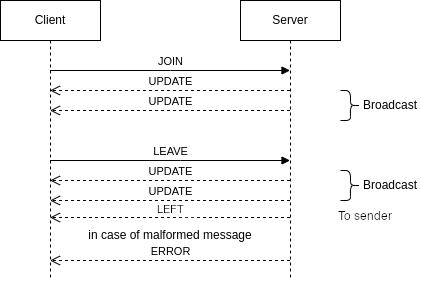 Client
Server
JOIN
UPDATE
UPDATE
Broadcast
LEAVE
UPDATE
Broadcast
UPDATE
LEFT
To sender
in case of malformed message
ERROR